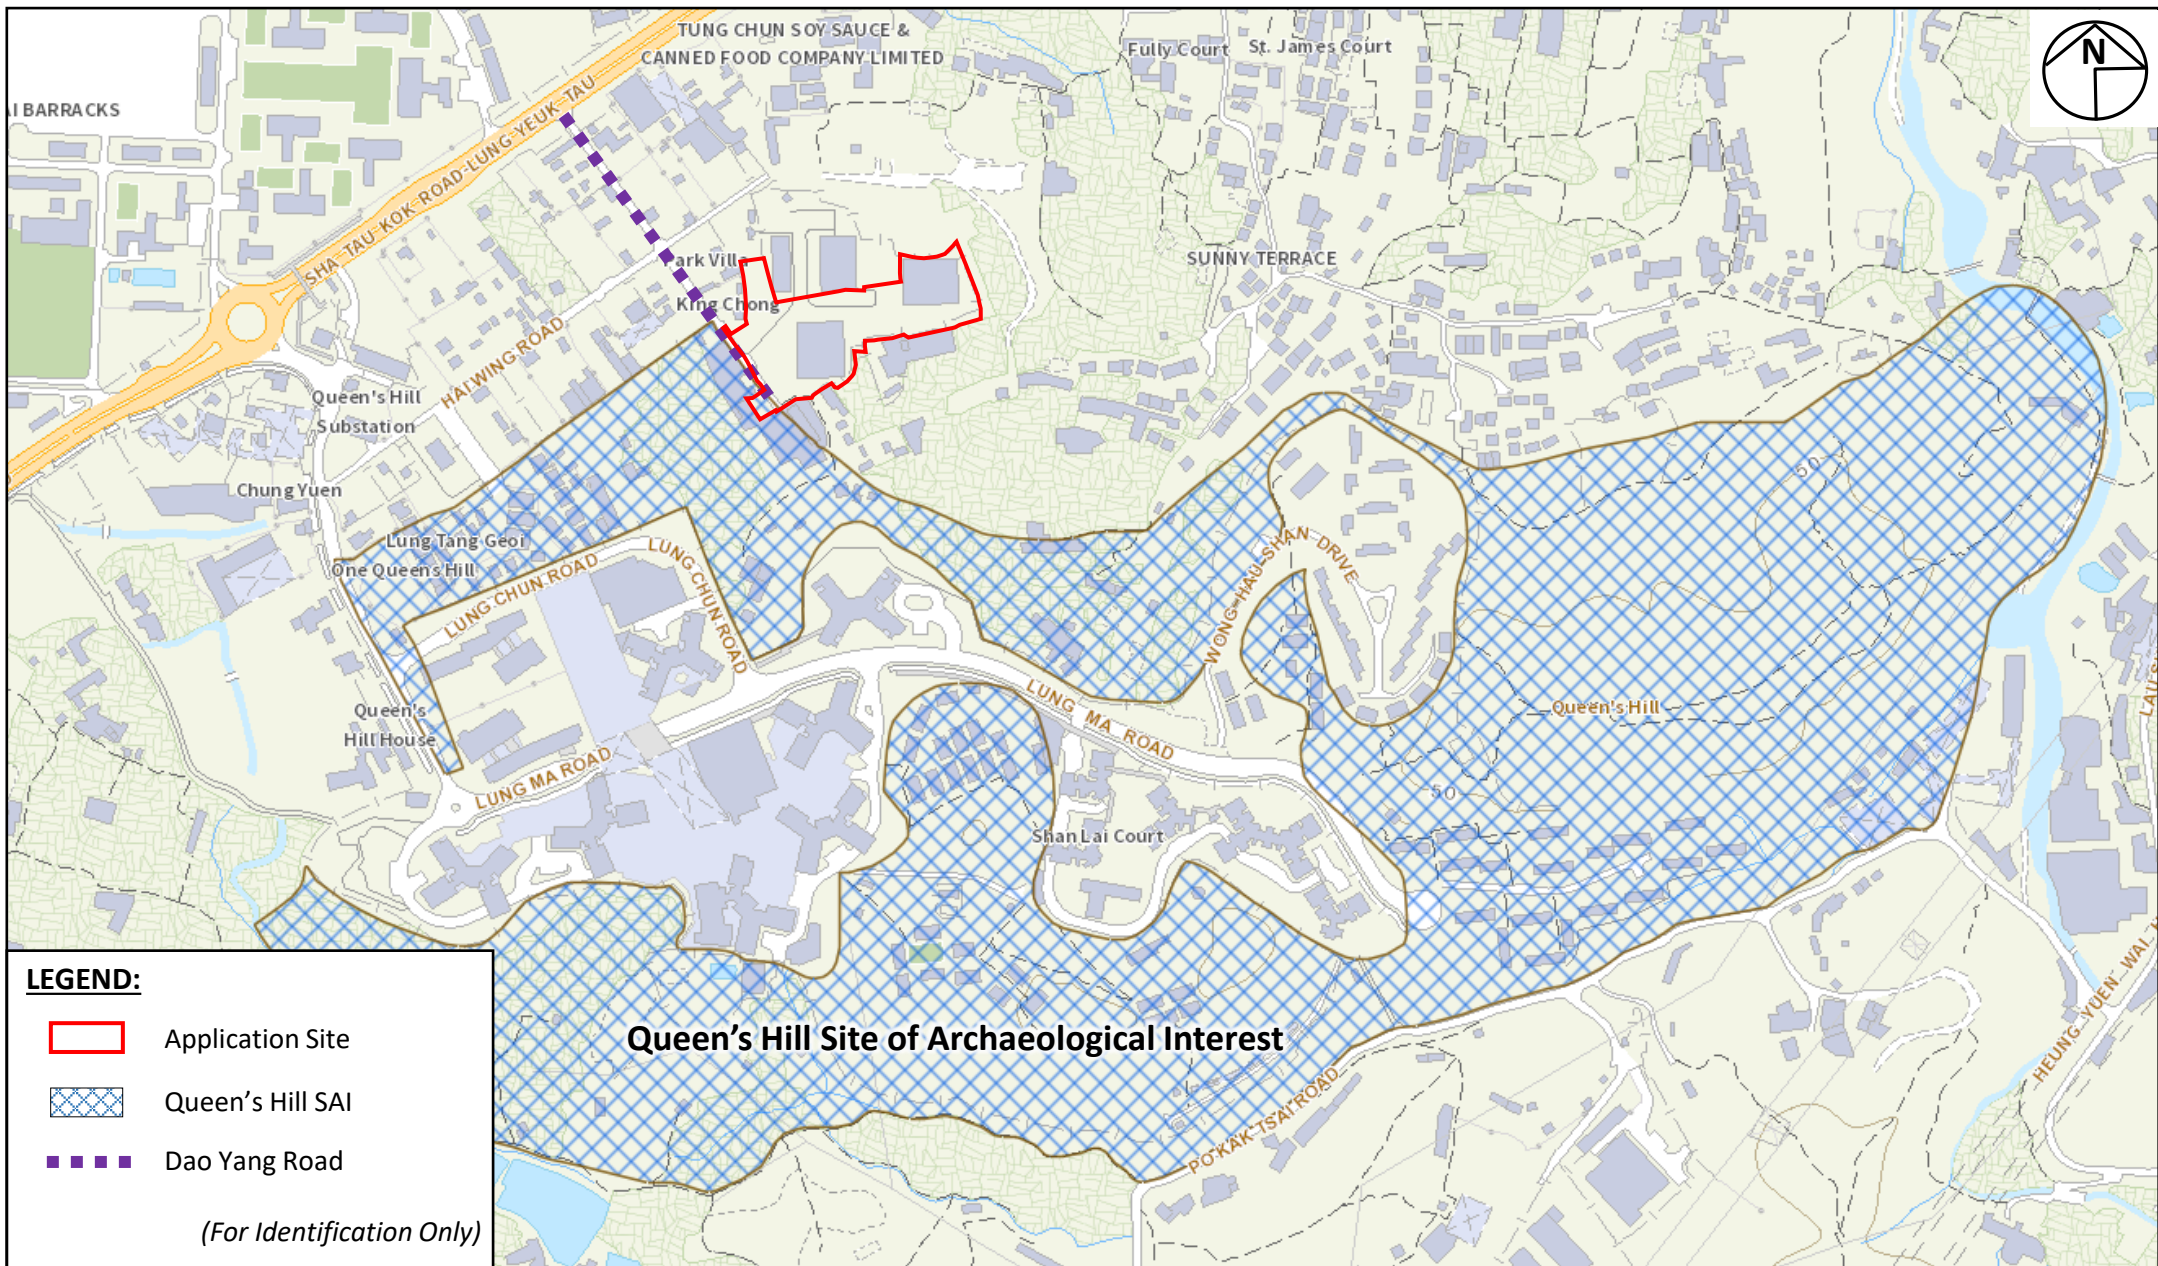 TUNG CHUN SOY SAUCE &
CANNED FOOD COMPANY LIMITED
Fully Court
St. James Court
N
AI BARRACKS
SHA TAU KOK ROAD-LUNG YEUK TAU
Park Villa
SUNNY TERRACE
King Chong
HAI WING ROAD
Queen's Hill
Substation
Chung Yuen
50
Lung Tang Geoi
One Queens Hill
LUNG CHUN ROAD
LUNG CHUN ROAD
WONG HAU SHAN DRIVE
Queen's
Hill House
LUNG MA ROAD
LUNG MA ROAD
Queen's Hill
50
Shan Lai Court
Queen’s Hill Site of Archaeological Interest
PO KAK TSAI ROAD
HEUNG YUEN WAI
LEGEND:
Application Site
Queen’s Hill SAI
Dao Yang Road
(For Identification Only)